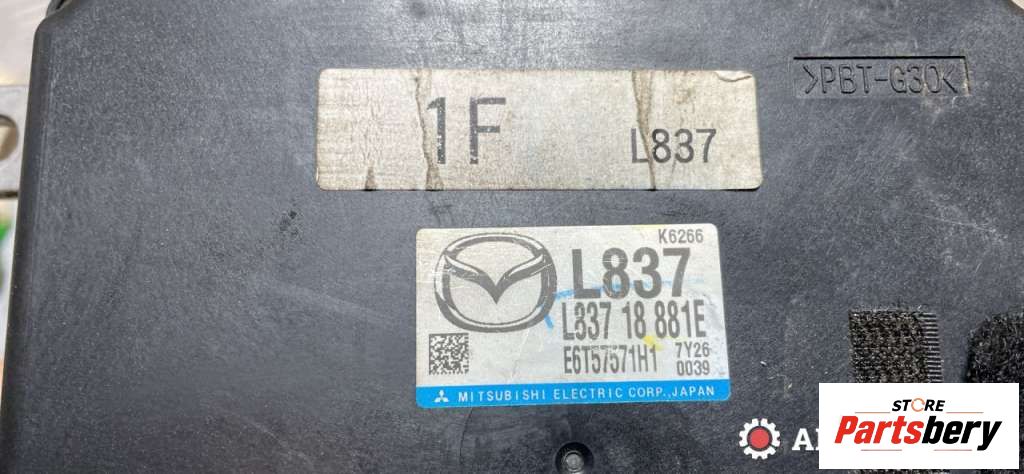 >PBT-G30<
1F L837
K6266
L837
L837 18 881E
E6T57571H1 7Y26
0039
MITSUBISHI ELECTRIC CORP., JAPAN
STORE
Partsbery